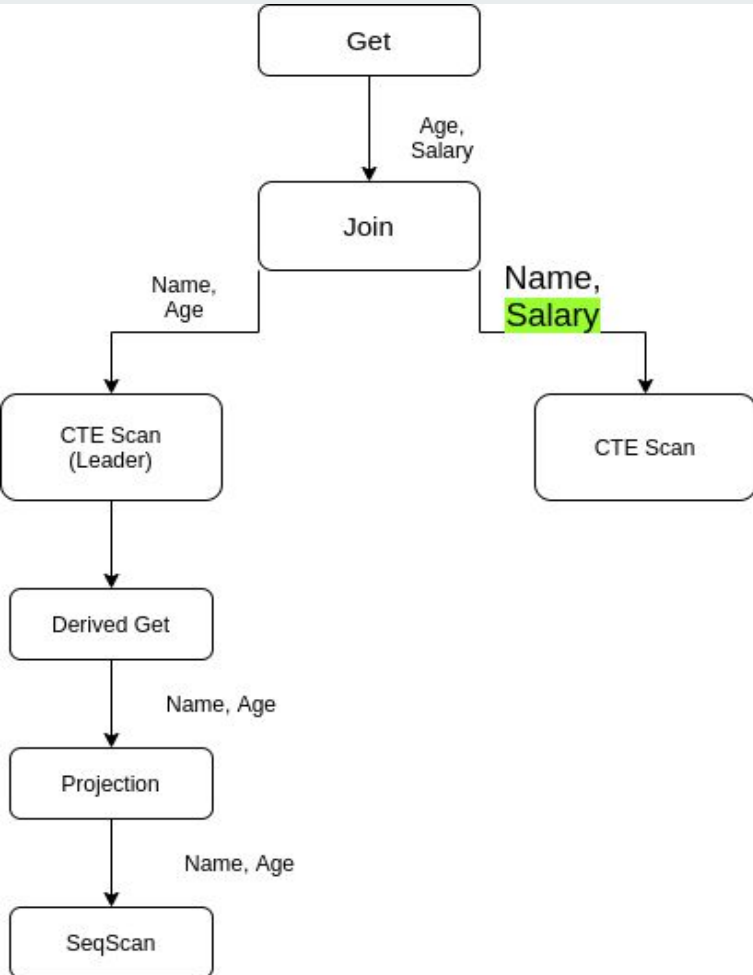 Get
Age,
Salary
Join
Name,
Age
Name,
Salary
CTE Scan
(Leader)
CTE Scan
Derived Get
Name, Age
Projection
Name, Age
SeqScan